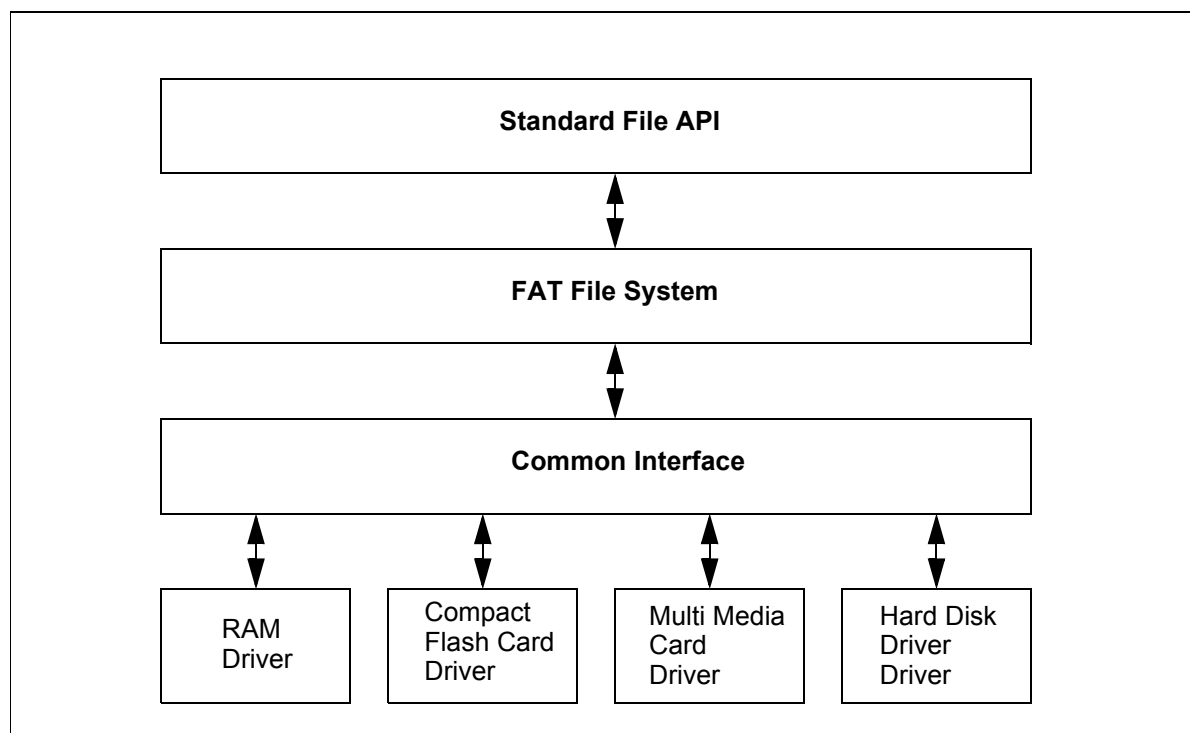 Standard File API
FAT File System
Common Interface
RAM
Driver
Compact
Flash Card
Driver
Multi Media
Card
Driver
Hard Disk
Driver
Driver